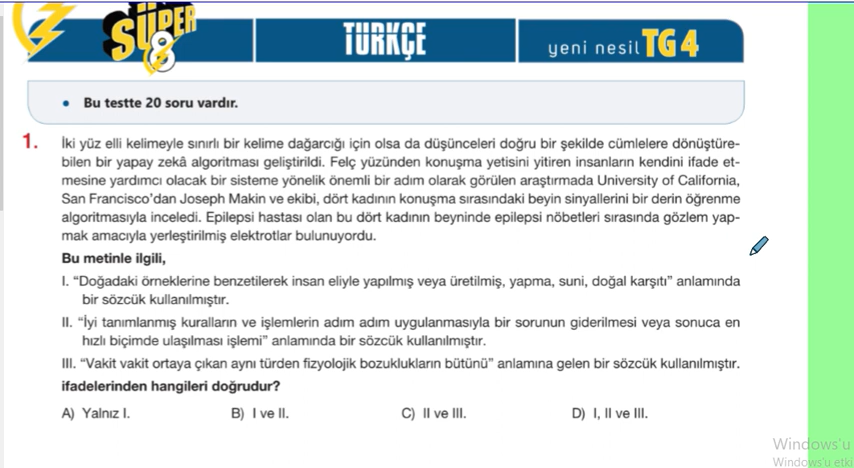 SÜPER
8
TÜRKÇE
yeni nesil TG 4
• Bu testte 20 soru vardır.
1. İki yüz elli kelimeyle sınırlı bir kelime dağarcığı için olsa da düşünceleri doğru bir şekilde cümlelere dönüştüre-
bilen bir yapay zekâ algoritması geliştirildi. Felç yüzünden konuşma yetisini yitiren insanların kendini ifade et-
mesine yardımcı olacak bir sisteme yönelik önemli bir adım olarak görülen araştırmada University of California,
San Francisco'dan Joseph Makin ve ekibi, dört kadının konuşma sırasındaki beyin sinyallerini bir derin öğrenme
algoritmasıyla inceledi. Epilepsi hastası olan bu dört kadının beyninde epilepsi nöbetleri sırasında gözlem yap-
mak amacıyla yerleştirilmiş elektrotlar bulunuyordu.
Bu metinle ilgili,
I. "Doğadaki örneklerine benzetilerek insan eliyle yapılmış veya üretilmiş, yapma, suni, doğal karşıtı" anlamında
bir sözcük kullanılmıştır.
II. "İyi tanımlanmış kuralların ve işlemlerin adım adım uygulanmasıyla bir sorunun giderilmesi veya sonuca en
hızlı biçimde ulaşılması işlemi" anlamında bir sözcük kullanılmıştır.
III. "Vakit vakit ortaya çıkan aynı türden fizyolojik bozuklukların bütünü" anlamına gelen bir sözcük kullanılmıştır.
ifadelerinden hangileri doğrudur?
A) Yalnız I. B) I ve II. C) II ve III. D) I, II ve III.
Windows'u
Windows'u etki